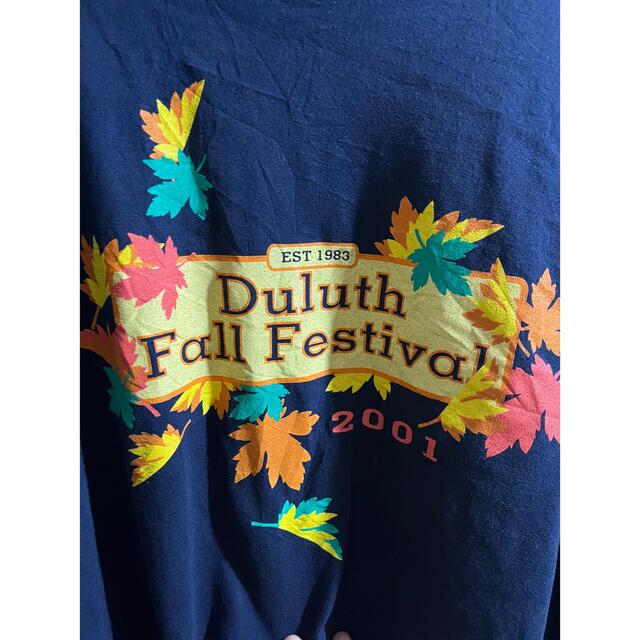 EST 1983
Duluth
Fall Festival
2001